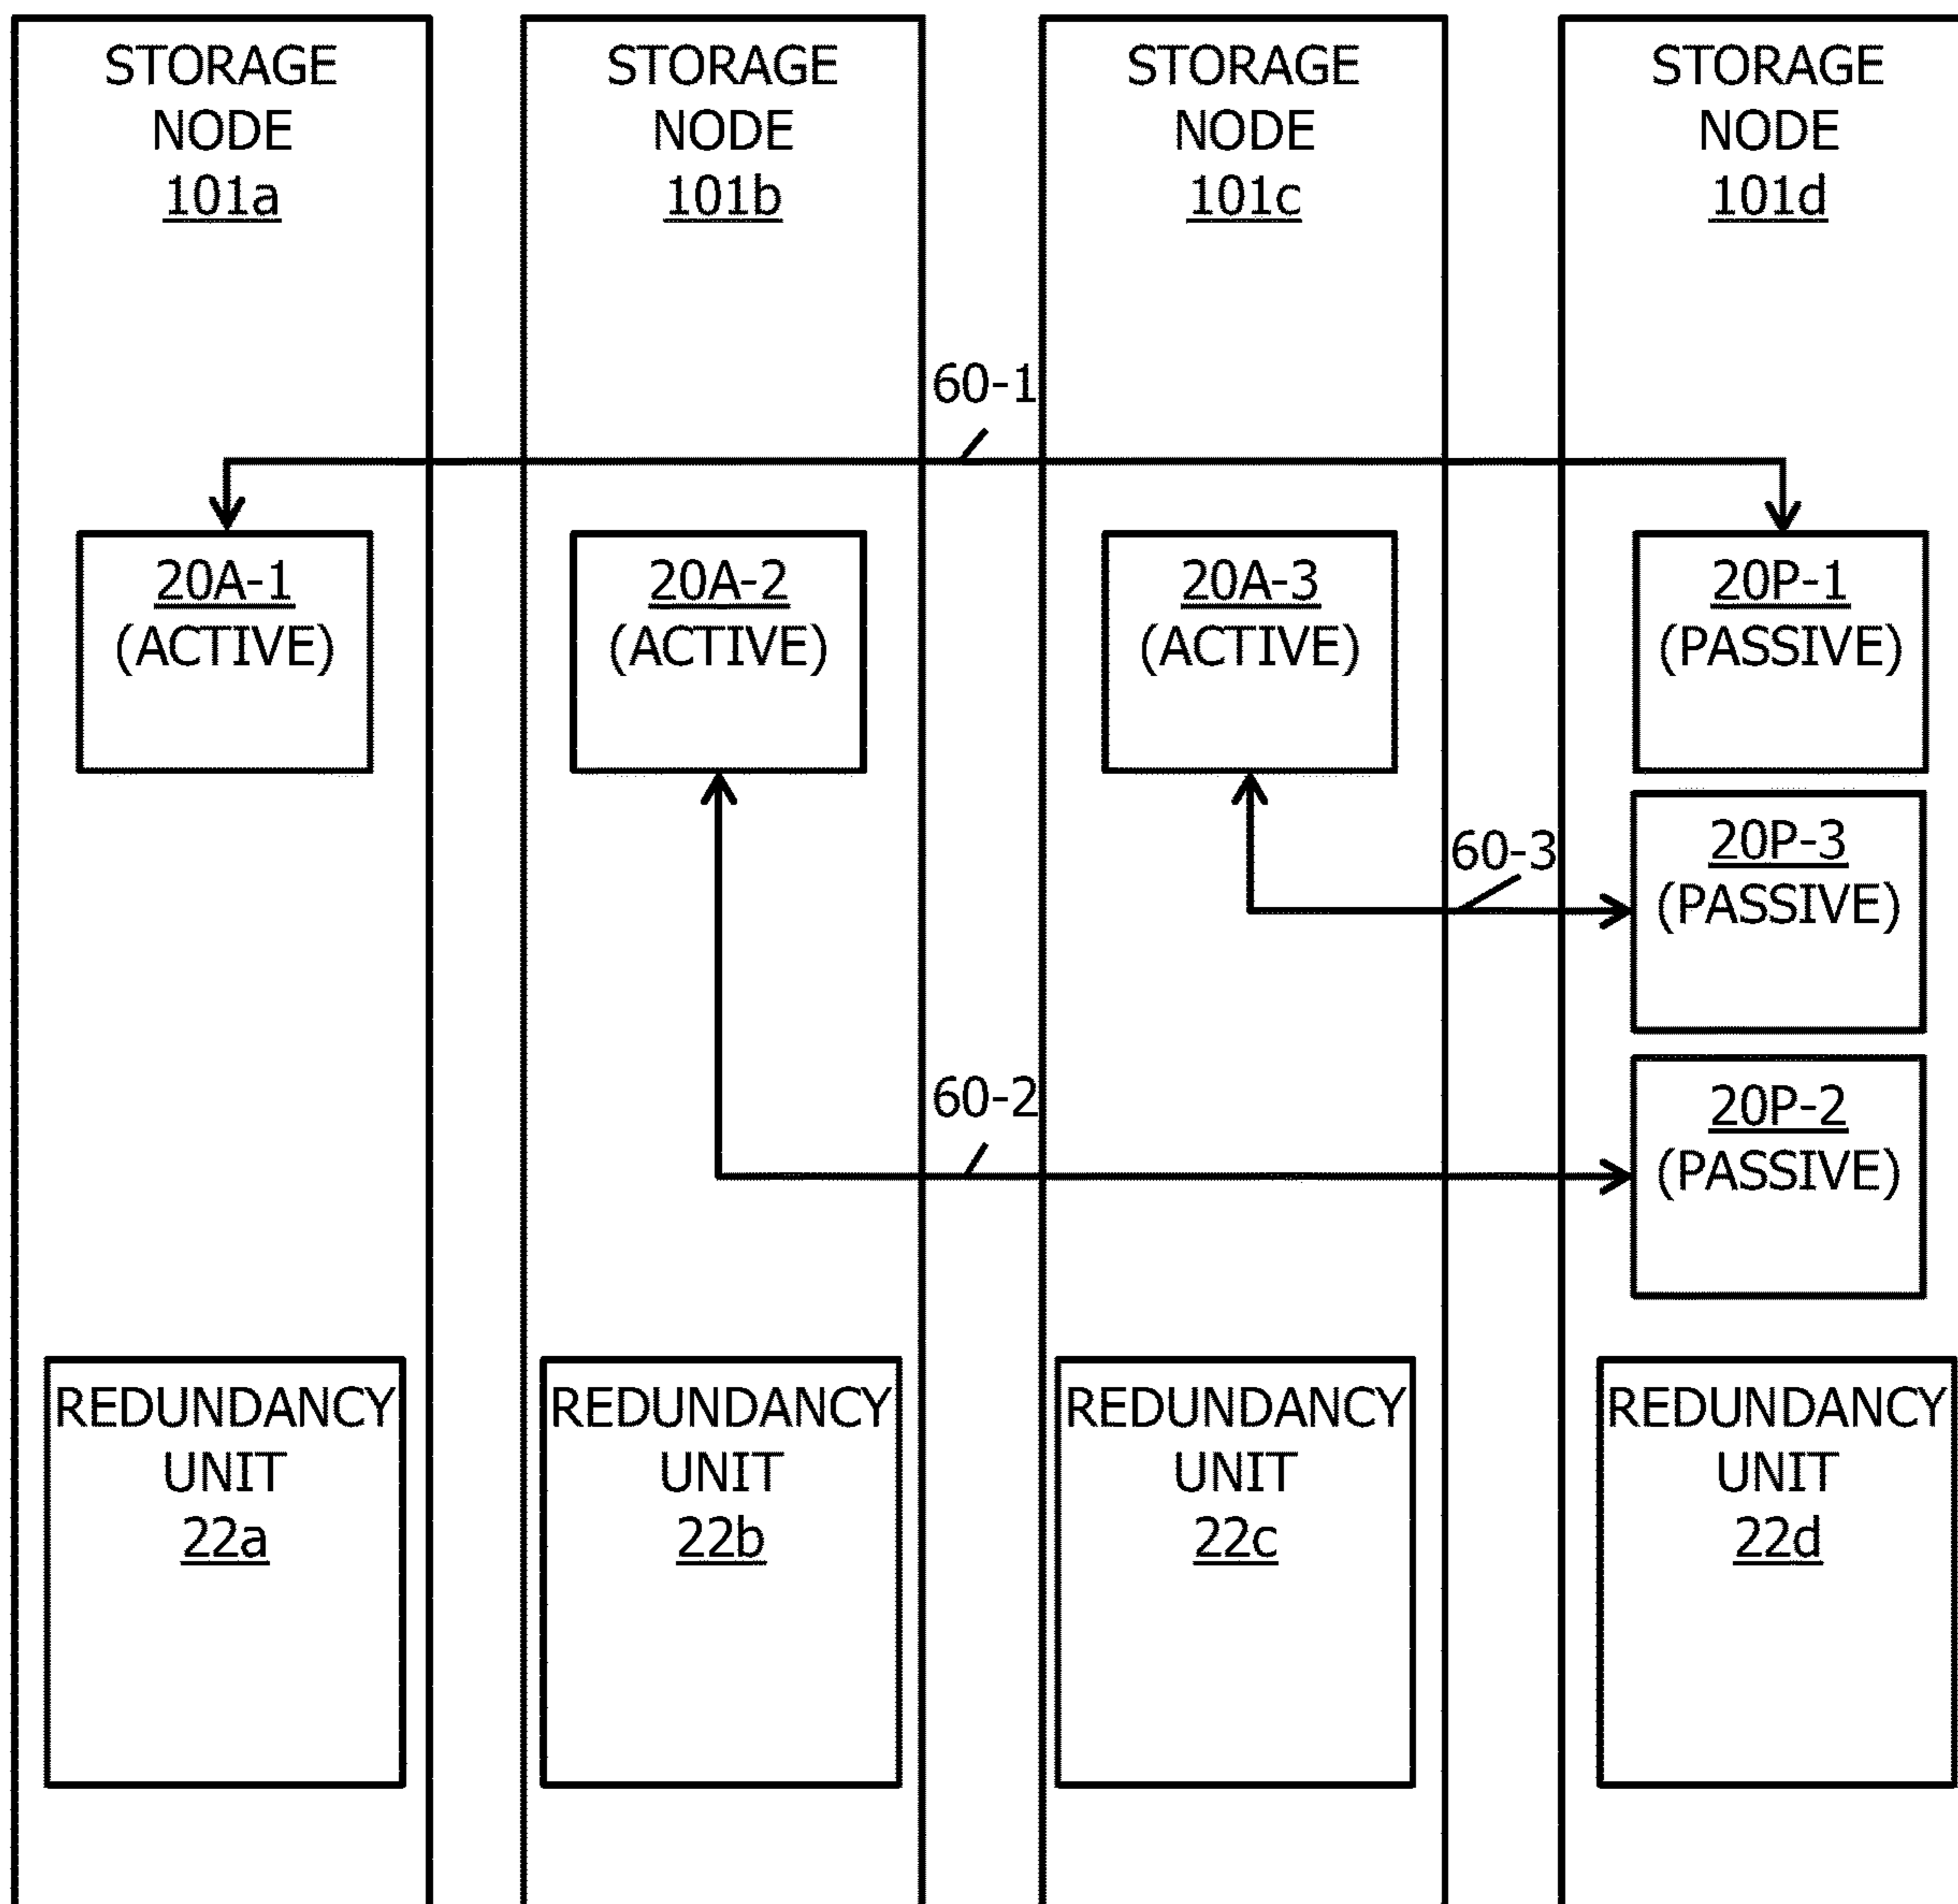 STORAGE
NODE
101a
STORAGE
NODE
101b
STORAGE
NODE
101c
STORAGE
NODE
101d
60-1
20A-1
(ACTIVE)
20A-2
(ACTIVE)
20A-3
(ACTIVE)
20P-1
(PASSIVE)
60-3
20P-3
(PASSIVE)
60-2
20P-2
(PASSIVE)
REDUNDANCY
UNIT
22a
REDUNDANCY
UNIT
22b
REDUNDANCY
UNIT
22c
REDUNDANCY
UNIT
22d